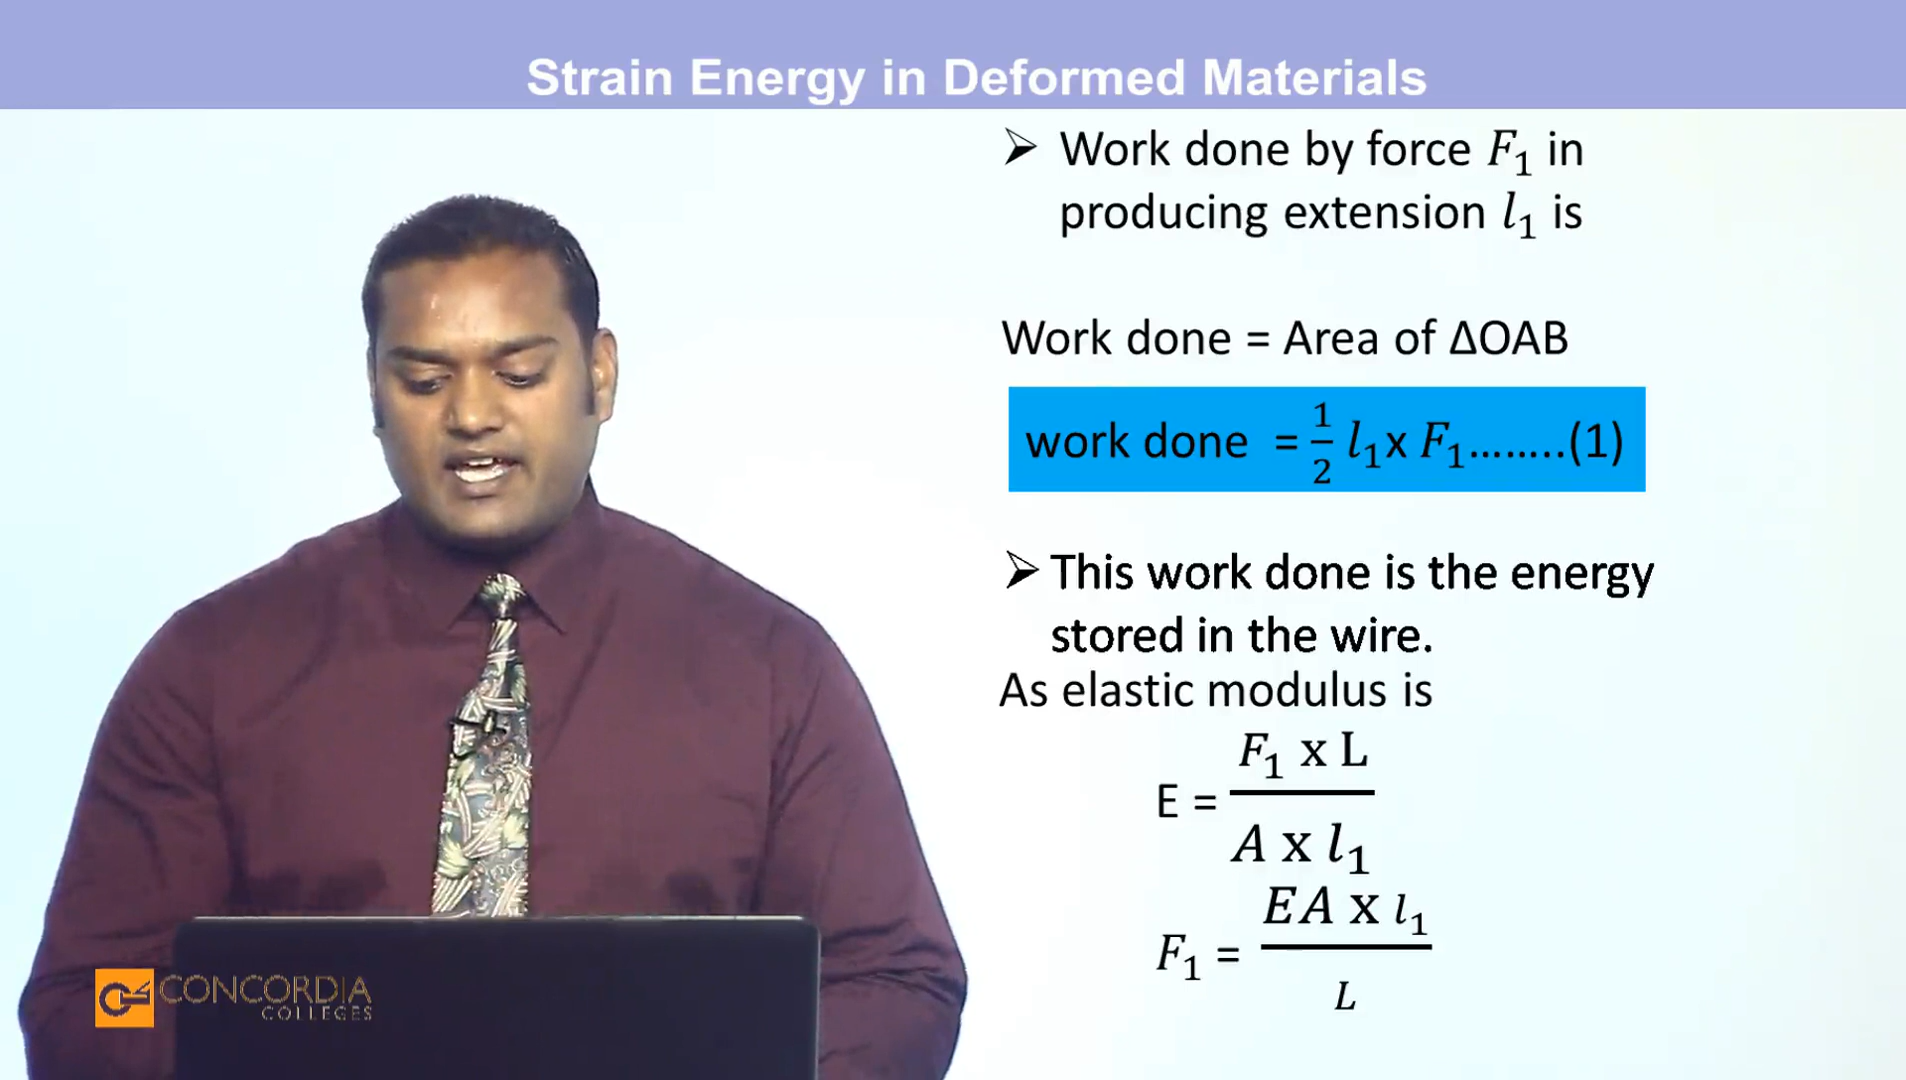 Strain Energy in Deformed Materials
➢ Work done by force F₁ in
producing extension l₁ is
Work done = Area of ΔOAB
work done = 1/2 l₁x F₁........(1)
➢ This work done is the energy
stored in the wire.
As elastic modulus is
E = F₁ x L / A x l₁
F₁ = EA x l₁ / L
CONCORDIA
COLLEGES